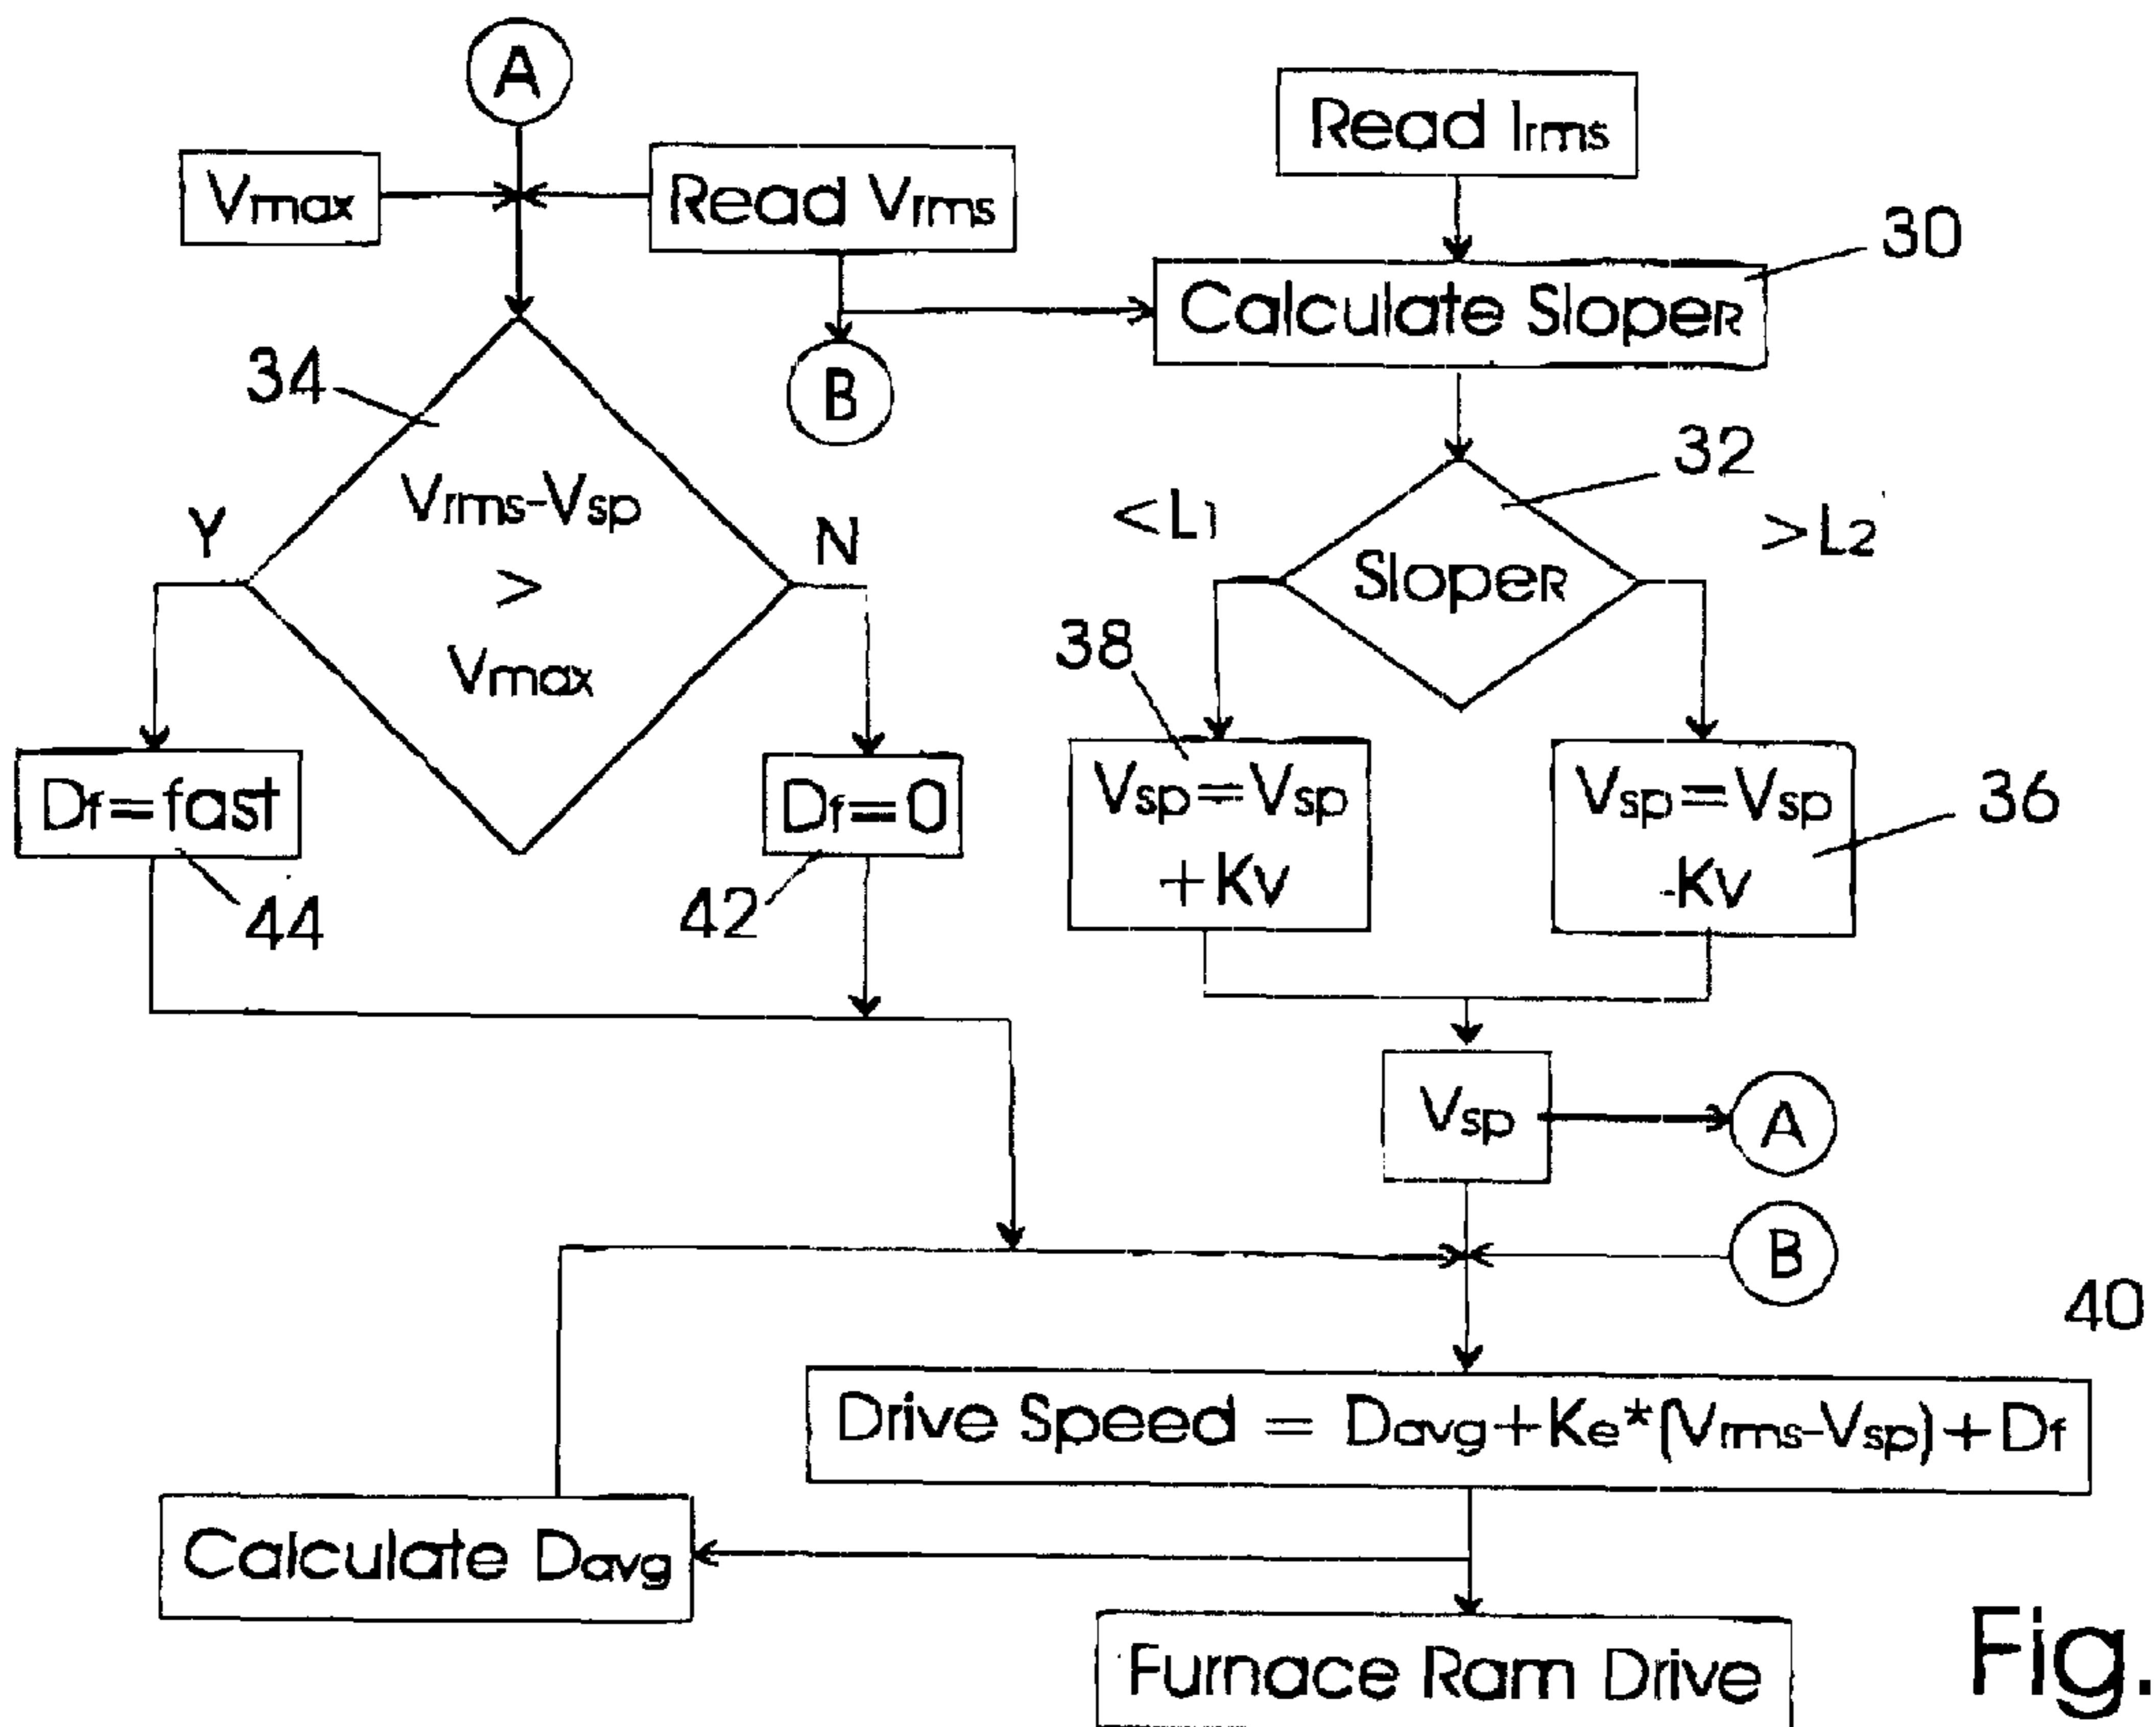 A
Read Irms
Vmax
Read Vrms
30
Calculate SlopeR
34
B
32
Vrms-Vsp
>
Vmax
Y
N
<L1
>L2
SlopeR
38
Df=fast
Df=0
Vsp=Vsp
+Kv
Vsp=Vsp
-Kv
36
44
42
Vsp
A
B
40
Drive Speed = Davg+Ke*(Vrms-Vsp)+Df
Calculate Davg
Furnace Ram Drive
Fig.